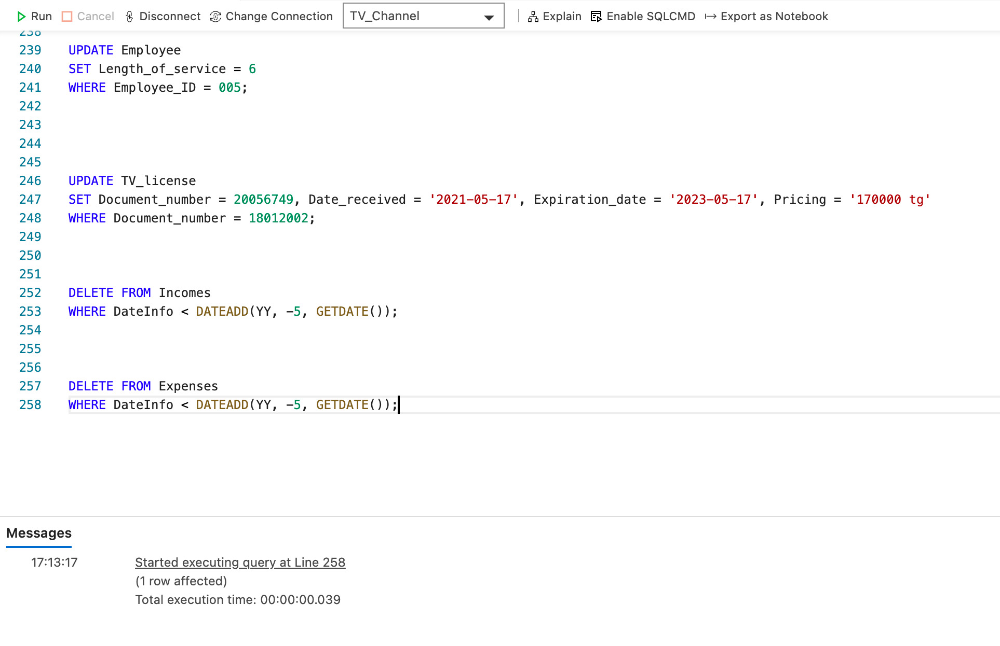 Run Cancel Disconnect Change Connection TV_Channel Explain Enable SQLCMD Export as Notebook
238
239 UPDATE Employee
240 SET Length_of_service = 6
241 WHERE Employee_ID = 005;
242
243
244
245
246 UPDATE TV_license
247 SET Document_number = 20056749, Date_received = '2021-05-17', Expiration_date = '2023-05-17', Pricing = '170000 tg'
248 WHERE Document_number = 18012002;
249
250
251
252 DELETE FROM Incomes
253 WHERE DateInfo < DATEADD(YY, -5, GETDATE());
254
255
256
257 DELETE FROM Expenses
258 WHERE DateInfo < DATEADD(YY, -5, GETDATE());
Messages
17:13:17 Started executing query at Line 258
(1 row affected)
Total execution time: 00:00:00.039